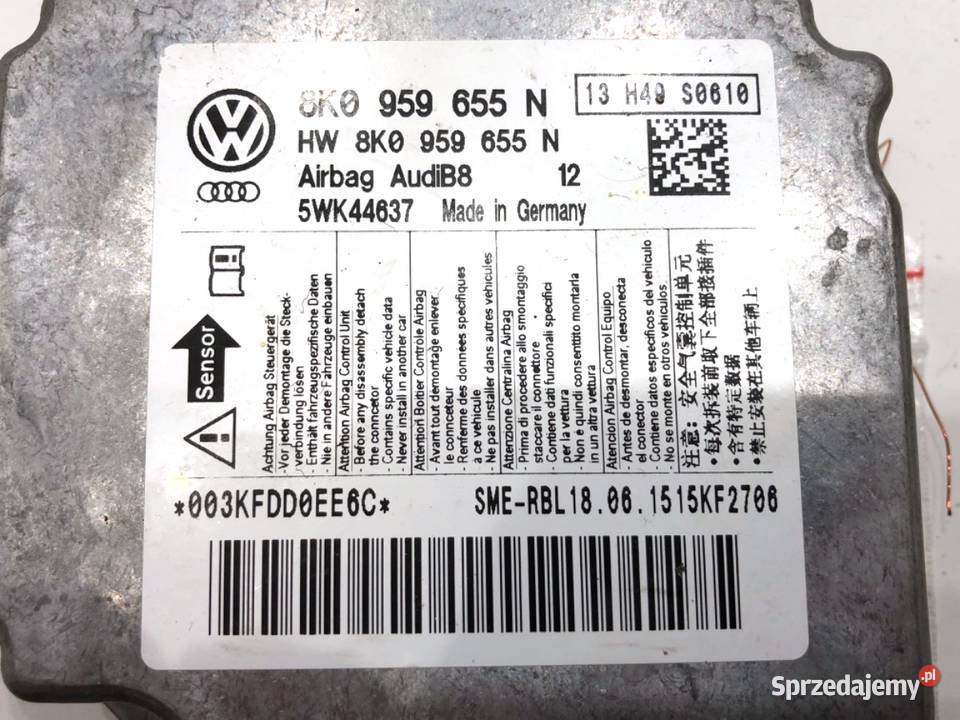 8K0 959 655 N
13 H49 S0610
HW 8K0 959 655 N
Airbag AudiB8 12
5WK44637 Made in Germany
Sensor
Achtung Airbag Steuergerät
- Vor jeder Demontage die Steck-
verbindung lösen
- Enthält fahrzeugspezifische Daten
- Nie in andere Fahrzeuge einbauen
Attention Airbag Control Unit
- Before any disassembly detach
the connector
- Contains specific vehicle data
- Never install in another car
Attention Boitier Controle Airbag
- Avant tout demontage enlever
le connecteur
- Renferme des donnees specifiques
a ce vehicule
- Ne pas installer dans autres vehicules
Attenzione Centralina Airbag
- Prima di procedere allo smontaggio
staccare il connettore
- Contiene dati funzionali specifici
per la vettura
- Non e quindi consentitto montarla
in un altra vettura
Atencion Airbag Control Equipo
- Antes de desmontar, desconecta
el conector
- Contiene datos especificos del vehiculo
- No se monte en otros vehiculos.
注意：安全气囊控制单元
•每次拆装前取下全部接插件
•含有特定数据
•禁止安装在其他车辆上
*003KFDD0EE6C*
SME-RBL18.06.1515KF2706
Sprzedajemy.pl